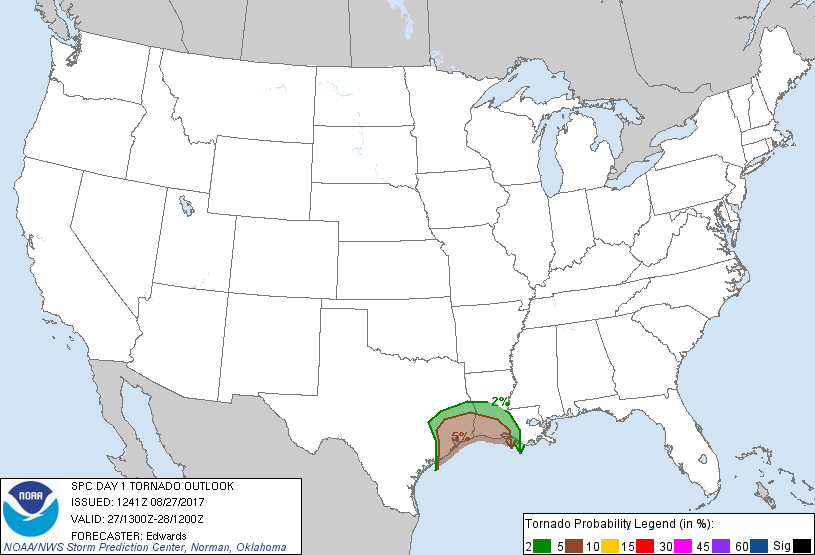 2%
5%
SPC DAY 1 TORNADO OUTLOOK
ISSUED: 1241Z 08/27/2017
VALID: 27/1300Z-28/1200Z
FORECASTER: Edwards
NOAA/NWS Storm Prediction Center, Norman, Oklahoma
NOAA
Tornado Probability Legend (in %):
2 5 10 15 30 45 60 Sig